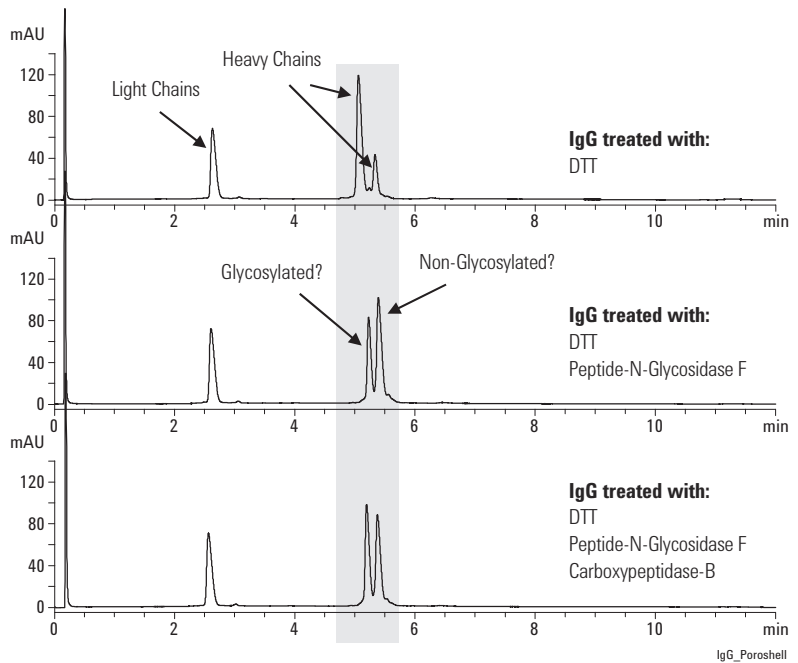 mAU
120
80
40
0
Light Chains
Heavy Chains
IgG treated with:
DTT
0 2 4 6 8 10 min
mAU
120
80
40
0
Glycosylated?
Non-Glycosylated?
IgG treated with:
DTT
Peptide-N-Glycosidase F
0 2 4 6 8 10 min
mAU
120
80
40
0
IgG treated with:
DTT
Peptide-N-Glycosidase F
Carboxypeptidase-B
0 2 4 6 8 10 min
IgG_Poroshell